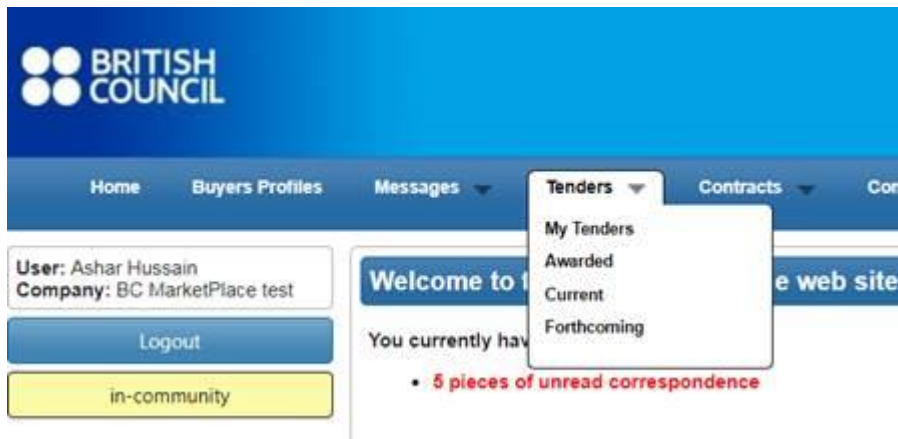 BRITISH
COUNCIL
Home Buyers Profiles Messages Tenders Contracts
My Tenders
Awarded
Current
Forthcoming
User: Ashar Hussain
Company: BC MarketPlace test
Logout
in-community
Welcome to e web site
You currently hav
• 5 pieces of unread correspondence